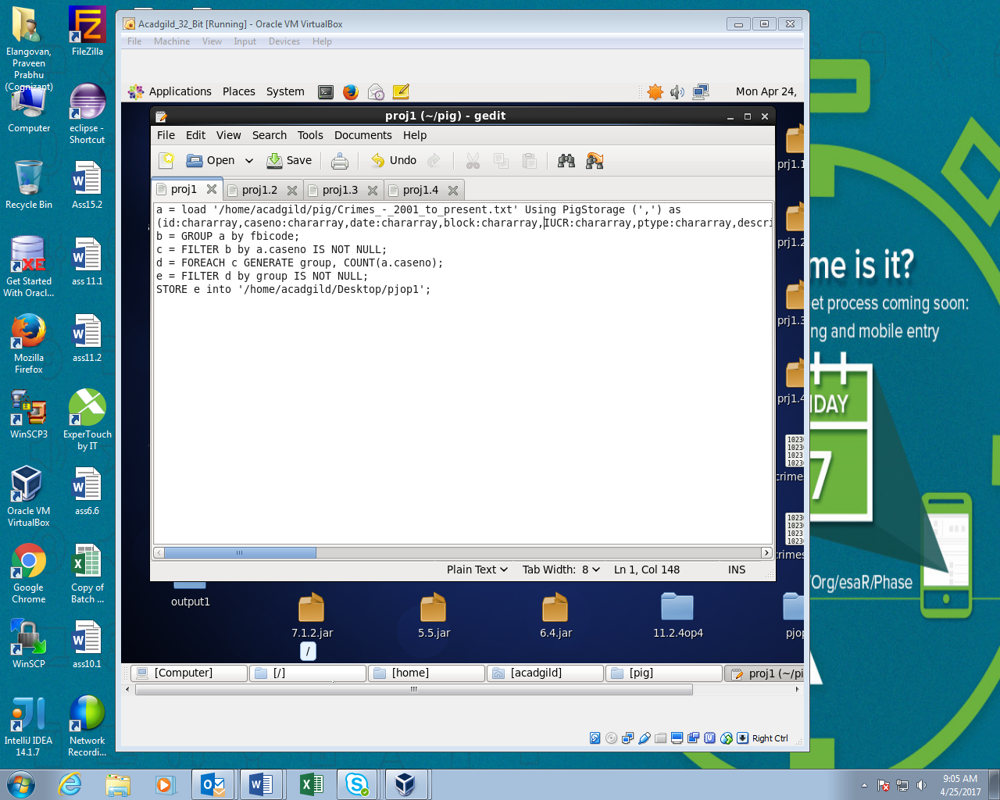 Acadgild_32_Bit [Running] - Oracle VM VirtualBox
File Machine View Input Devices Help
Applications Places System
Mon Apr 24,
proj1 (~/pig) - gedit
File Edit View Search Tools Documents Help
Open Save Undo
proj1 proj1.2 proj1.3 proj1.4
a = load '/home/acadgild/pig/Crimes_-_2001_to_present.txt' Using PigStorage (',') as
(id:chararray,caseno:chararray,date:chararray,block:chararray,IUCR:chararray,ptype:chararray,descri
b = GROUP a by fbicode;
c = FILTER b by a.caseno IS NOT NULL;
d = FOREACH c GENERATE group, COUNT(a.caseno);
e = FILTER d by group IS NOT NULL;
STORE e into '/home/acadgild/Desktop/pjop1';
Plain Text Tab Width: 8 Ln 1, Col 148 INS
output1
7.1.2.jar
5.5.jar
6.4.jar
11.2.4op4
pjop
/
[Computer] [/] [home] [acadgild] [pig] proj1 (~/pi
Right Ctrl
prj1.1
prj1.2
prj1.3
prj1.4
crimes
crimes
Elangovan,
Praveen
Prabhu
(Cognizant)
FileZilla
Computer
eclipse -
Shortcut
Recycle Bin
Ass15.2
Get Started
With Oracl...
ass 11.1
Mozilla
Firefox
ass11.2
WinSCP3
ExperTouch
by IT
Oracle VM
VirtualBox
ass6.6
Google
Chrome
Copy of
Batch ...
WinSCP
ass10.1
IntelliJ IDEA
14.1.7
Network
Recordi...
me is it?
et process coming soon:
ng and mobile entry
DAY
7
/Org/esaR/Phase
9:05 AM
4/25/2017